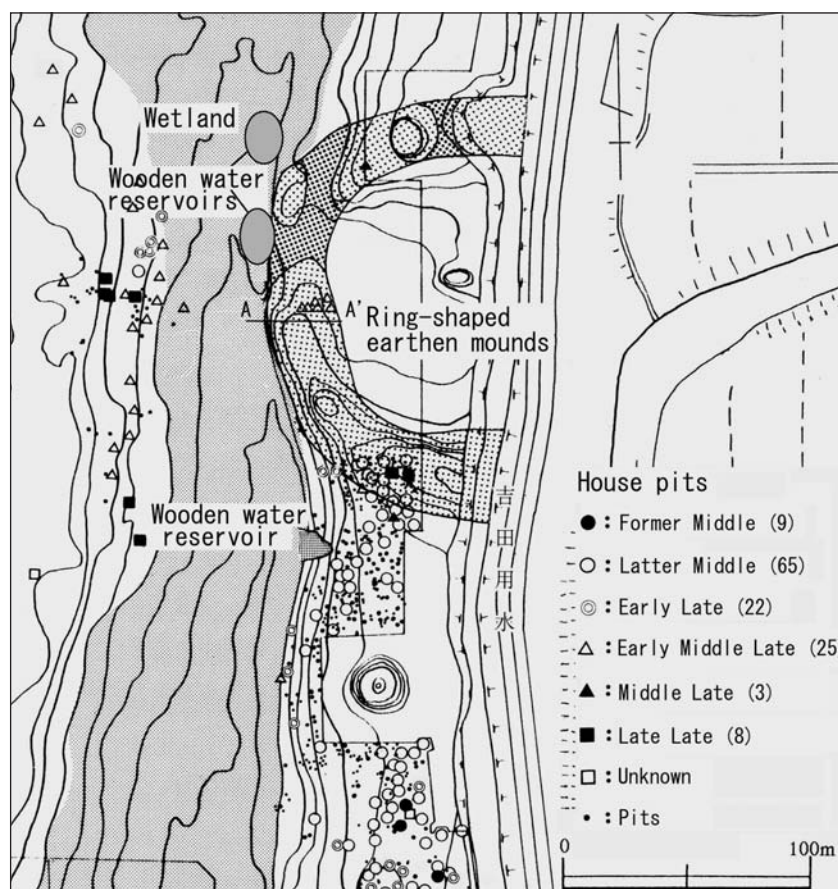 Wetland
Wooden water
reservoirs
A
A'
Ring-shaped
earthen mounds
Wooden water
reservoir
吉田用水
House pits
● : Former Middle (9)
○ : Latter Middle (65)
◎ : Early Late (22)
△ : Early Middle Late (25
▲ : Middle Late (3)
■ : Late Late (8)
□ : Unknown
• : Pits
0
100m